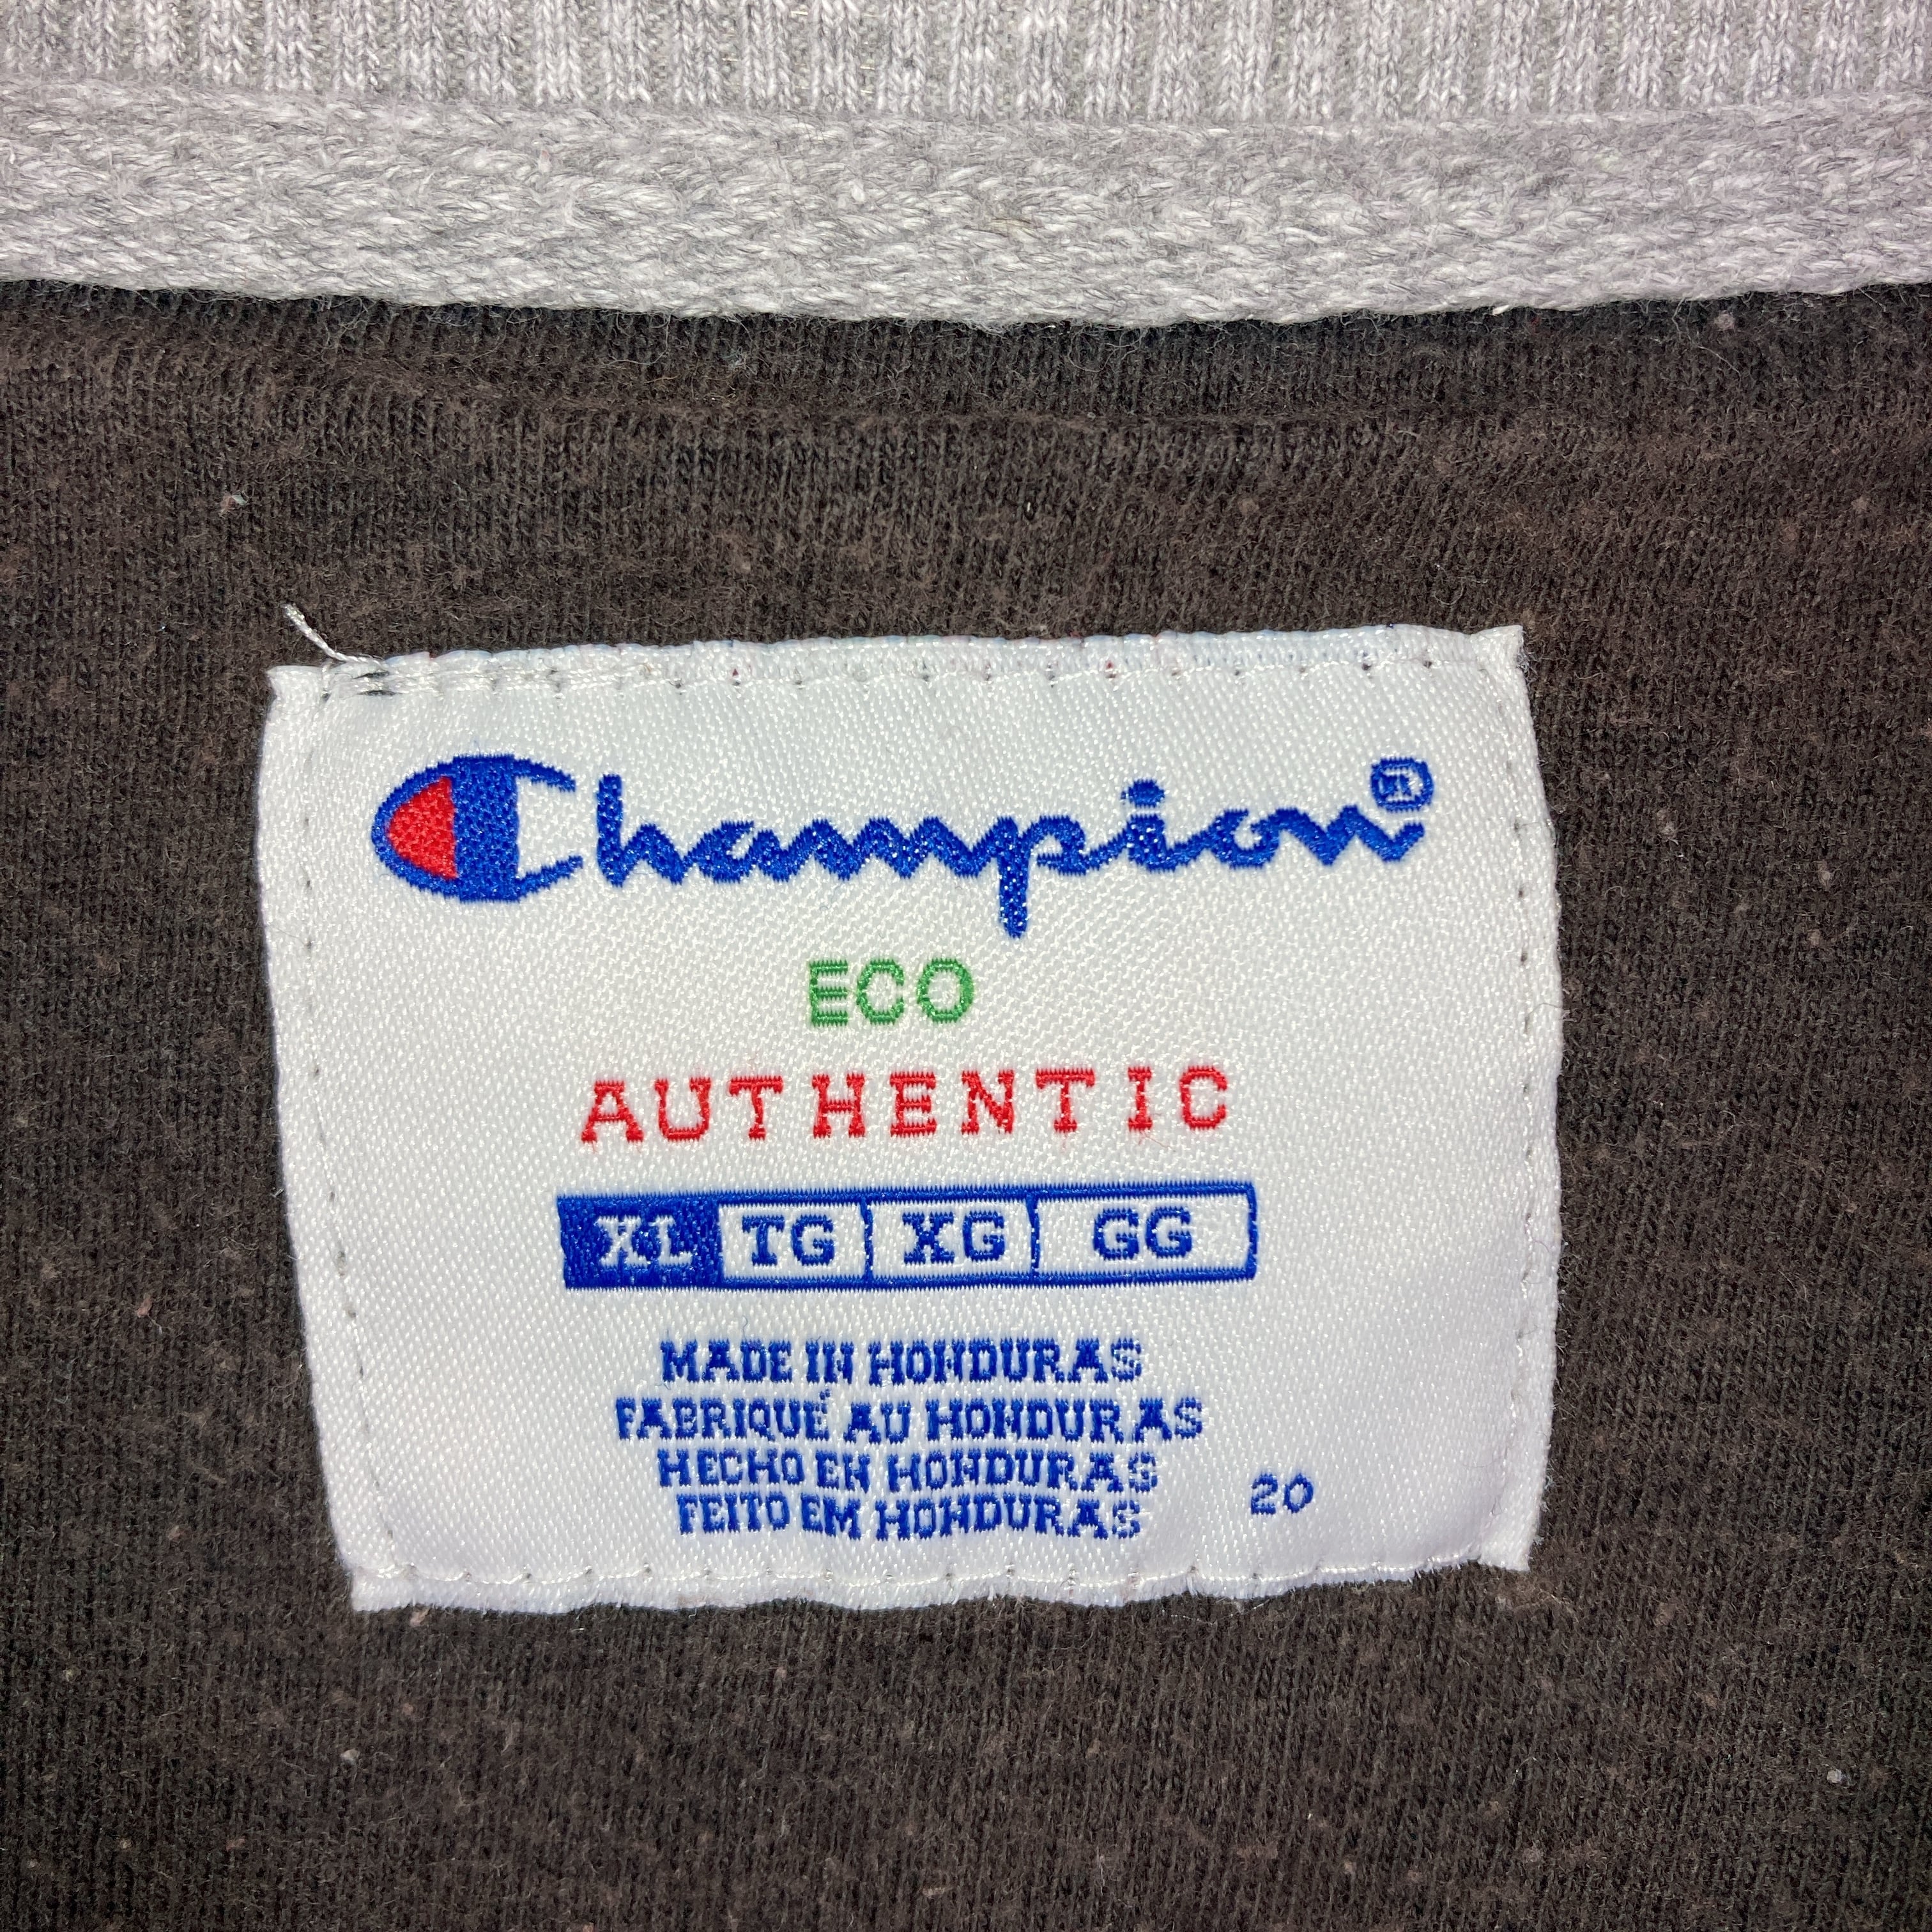 Champion®
ECO
AUTHENTIC
XL TG XG GG
MADE IN HONDURAS
FABRIQUÉ AU HONDURAS
HECHO EN HONDURAS
FEITO EM HONDURAS 20